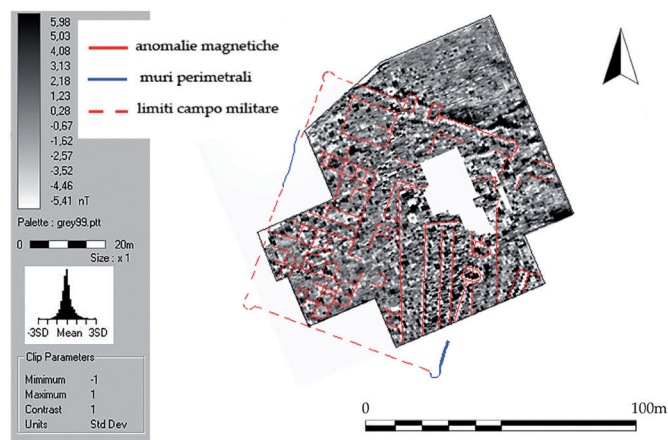 5,98
5,03
4,08
3,13
2,18
1,23
0,28
-0,67
-1,62
-2,57
-3,52
-4,46
-5,41 nT
Palette : grey99.ptt
0 20m
Size : x 1
-3SD Mean 3SD
Clip Parameters
Mimimum -1
Maximum 1
Contrast 1
Units Std Dev
anomalie magnetiche
muri perimetrali
limiti campo militare
0 100m